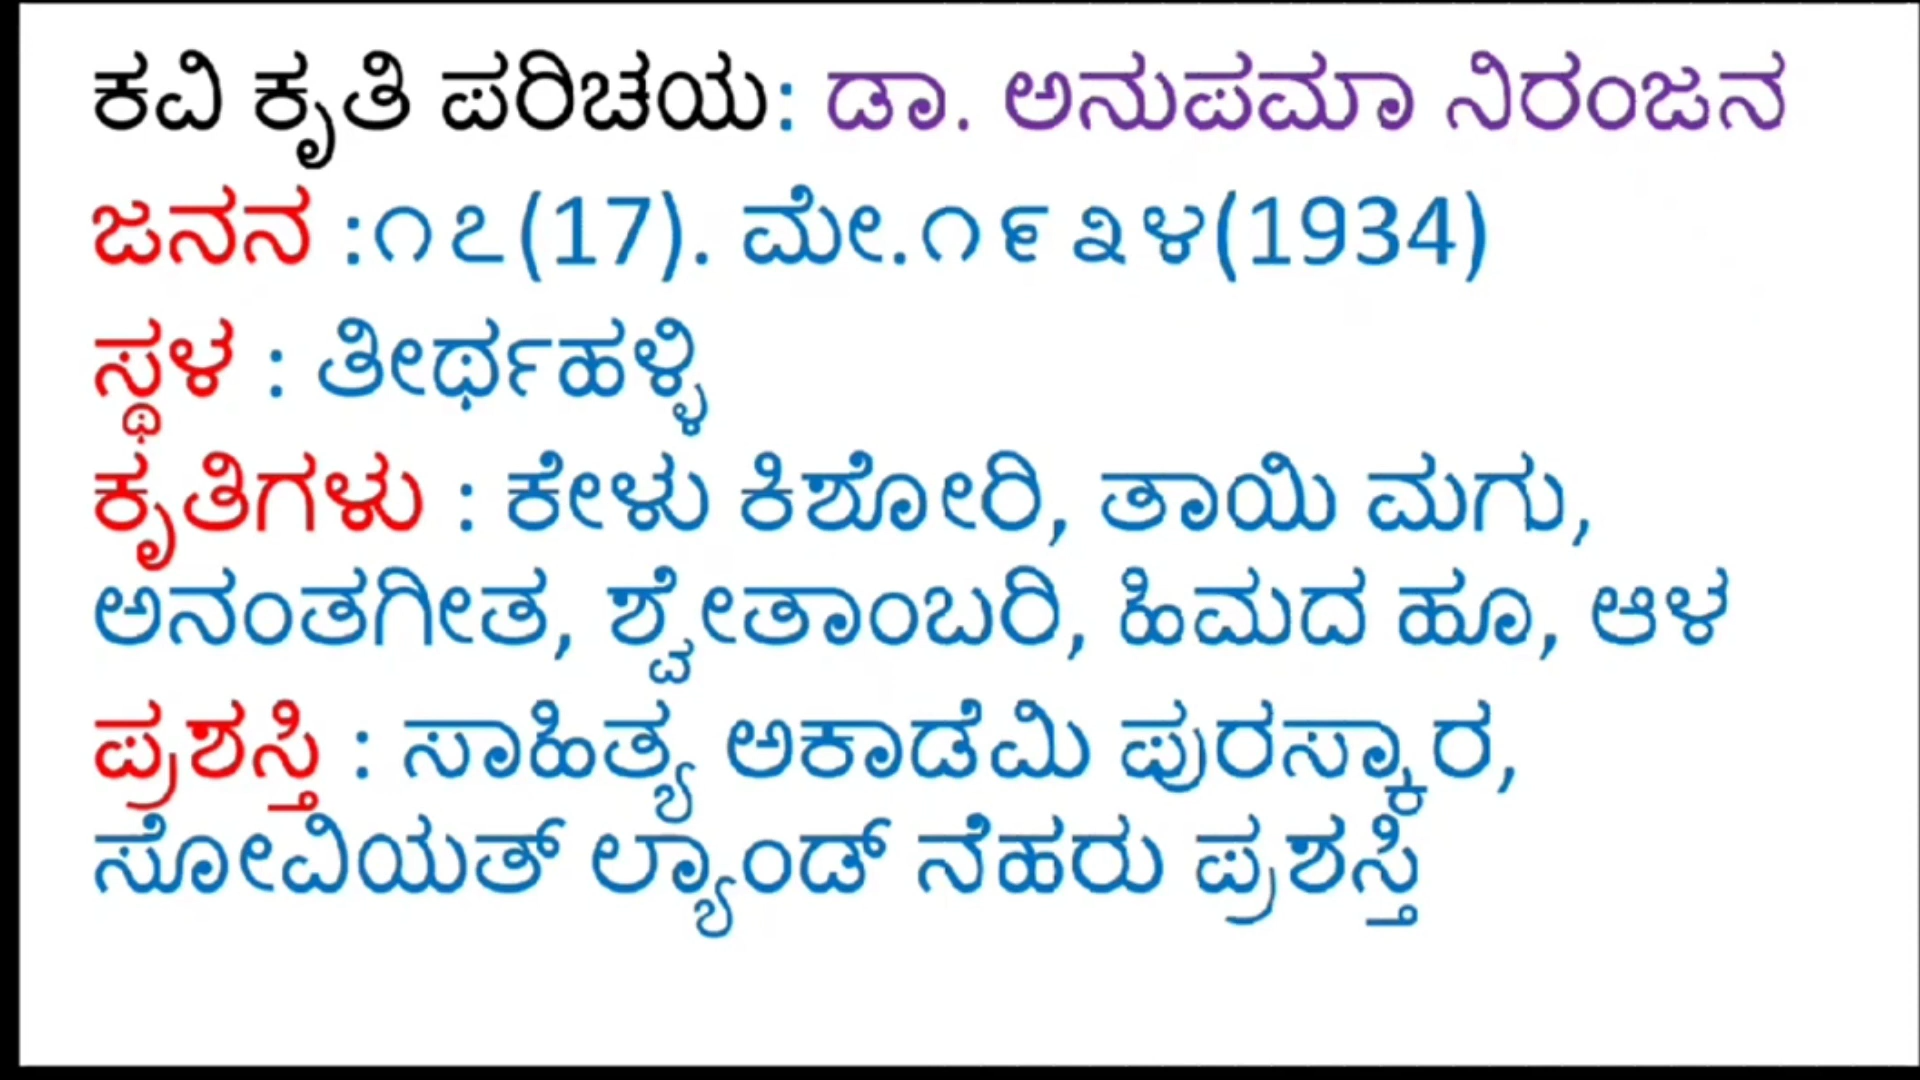 ಕವಿ ಕೃತಿ ಪರಿಚಯ: ಡಾ. ಅನುಪಮಾ ನಿರಂಜನ
ಜನನ :೧೭(17). ಮೇ.೧೯೩೪(1934)
ಸ್ಥಳ : ತೀರ್ಥಹಳ್ಳಿ
ಕೃತಿಗಳು : ಕೇಳು ಕಿಶೋರಿ, ತಾಯಿ ಮಗು,
ಅನಂತಗೀತ, ಶ್ವೇತಾಂಬರಿ, ಹಿಮದ ಹೂ, ಆಳ
ಪ್ರಶಸ್ತಿ : ಸಾಹಿತ್ಯ ಅಕಾಡೆಮಿ ಪುರಸ್ಕಾರ,
ಸೋವಿಯತ್ ಲ್ಯಾಂಡ್ ನೆಹರು ಪ್ರಶಸ್ತಿ